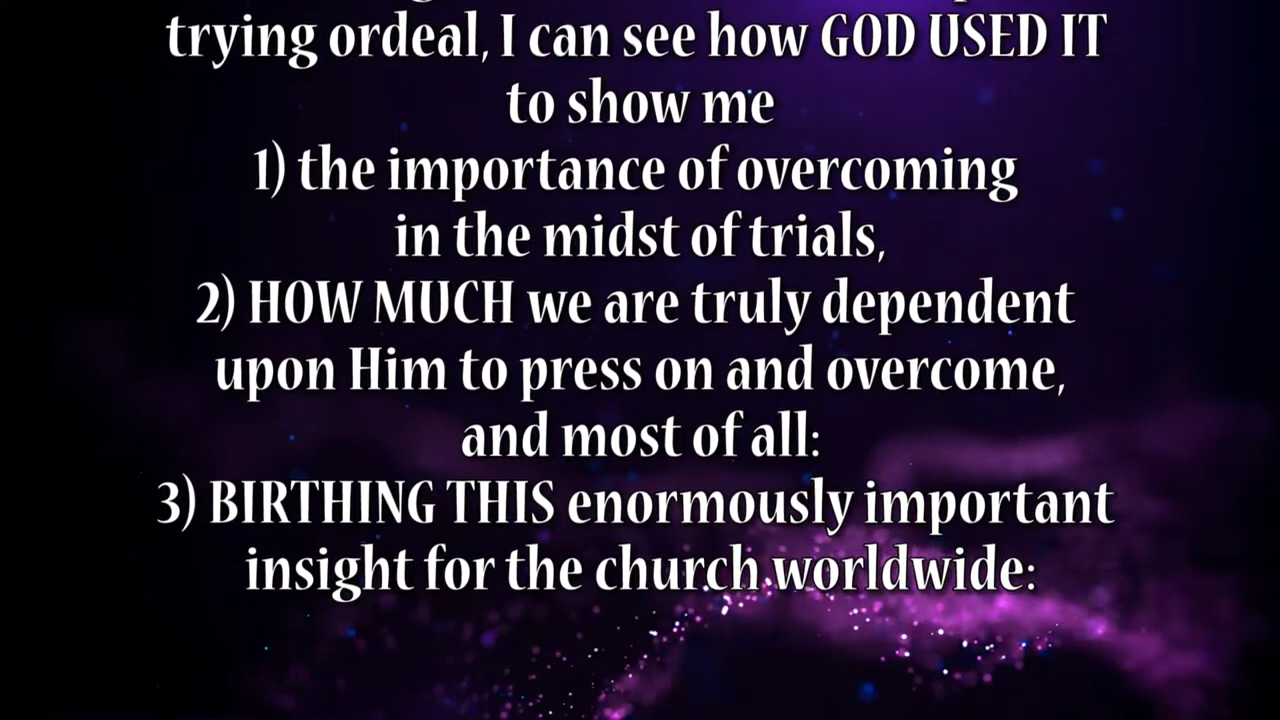 trying ordeal, I can see how GOD USED IT
to show me
1) the importance of overcoming
in the midst of trials,
2) HOW MUCH we are truly dependent
upon Him to press on and overcome,
and most of all:
3) BIRTHING THIS enormously important
insight for the church worldwide: